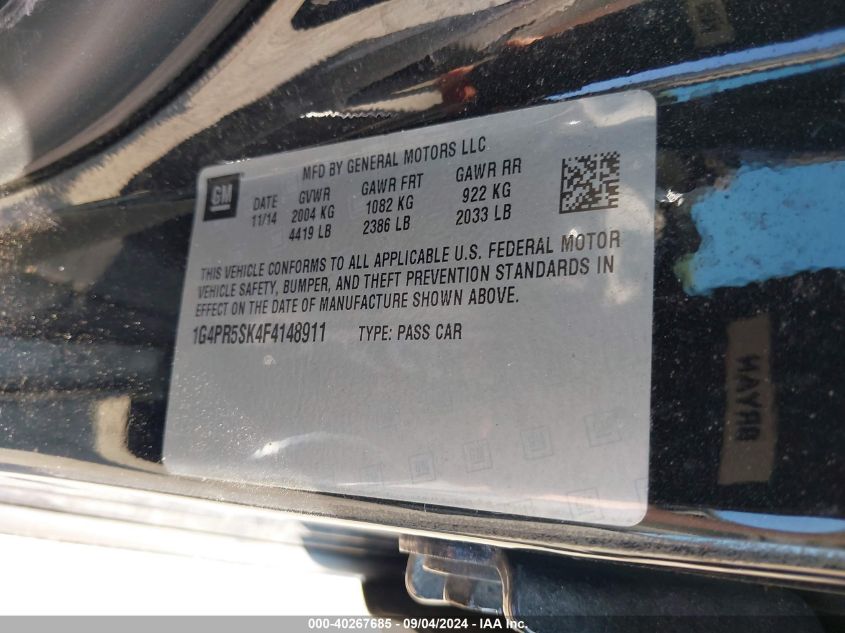 GM
MFD BY GENERAL MOTORS LLC
DATE GVWR GAWR FRT GAWR RR
11/14 2004 KG 1082 KG 922 KG
4419 LB 2386 LB 2033 LB
THIS VEHICLE CONFORMS TO ALL APPLICABLE U.S. FEDERAL MOTOR
VEHICLE SAFETY, BUMPER, AND THEFT PREVENTION STANDARDS IN
EFFECT ON THE DATE OF MANUFACTURE SHOWN ABOVE.
1G4PR5SK4F4148911 TYPE: PASS CAR
BRYAN
000-40267685 - 09/04/2024 - IAA Inc.